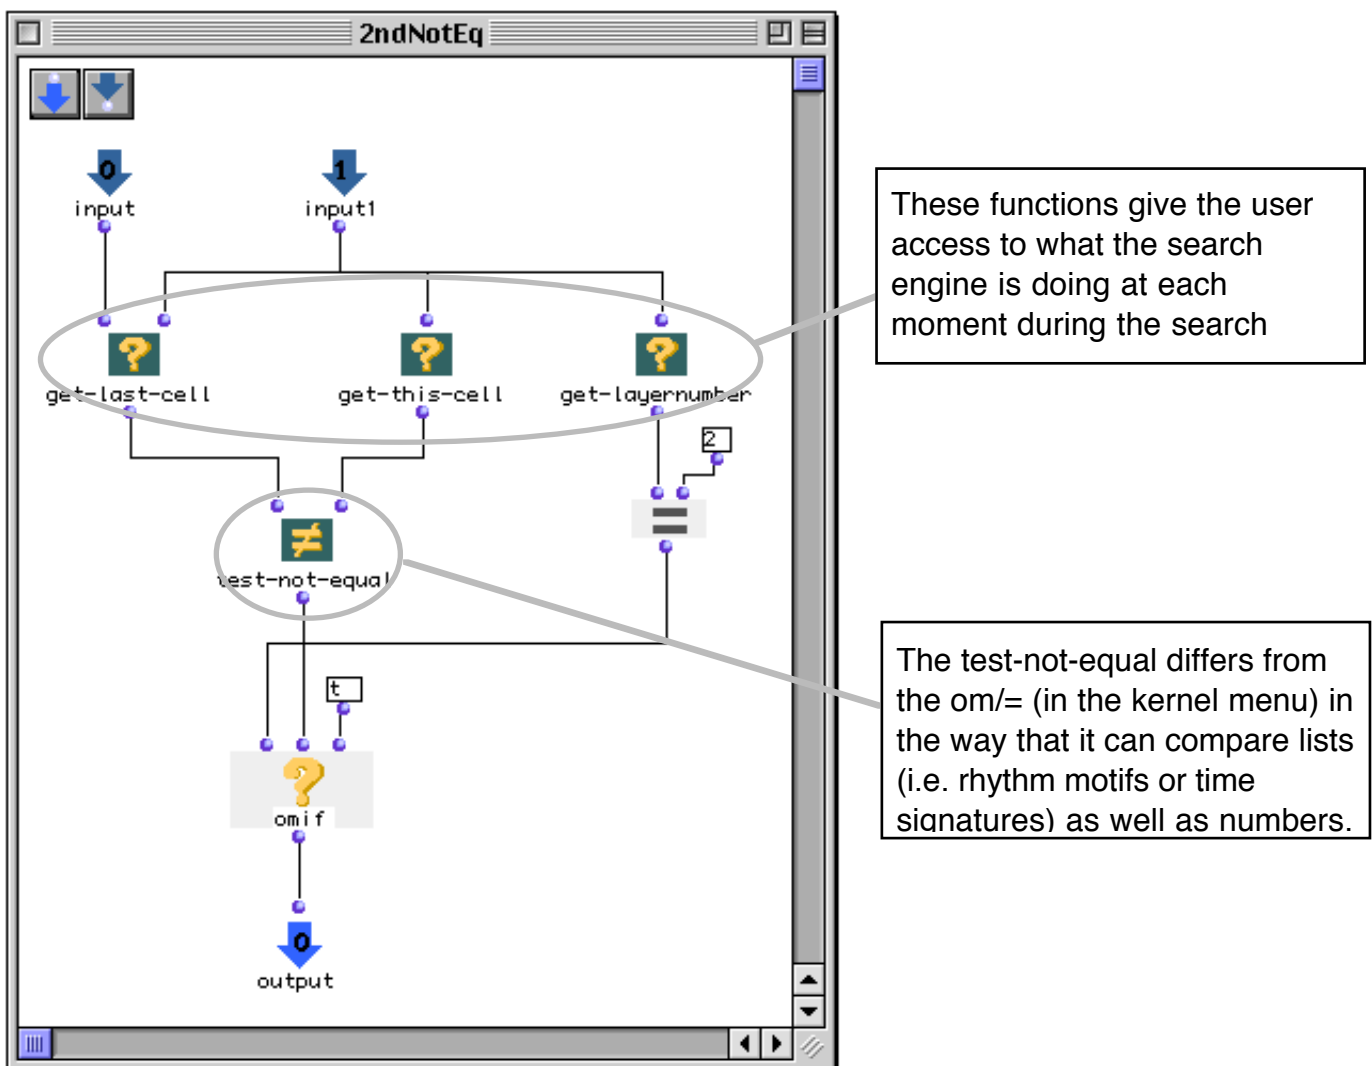 2ndNotEq
0
1
input
input1
These functions give the user
access to what the search
engine is doing at each
moment during the search
get-last-cell
get-this-cell
get-layernumber
2
test-not-equal
The test-not-equal differs from
the om/= (in the kernel menu) in
the way that it can compare lists
(i.e. rhythm motifs or time
signatures) as well as numbers.
t
omif
0
output